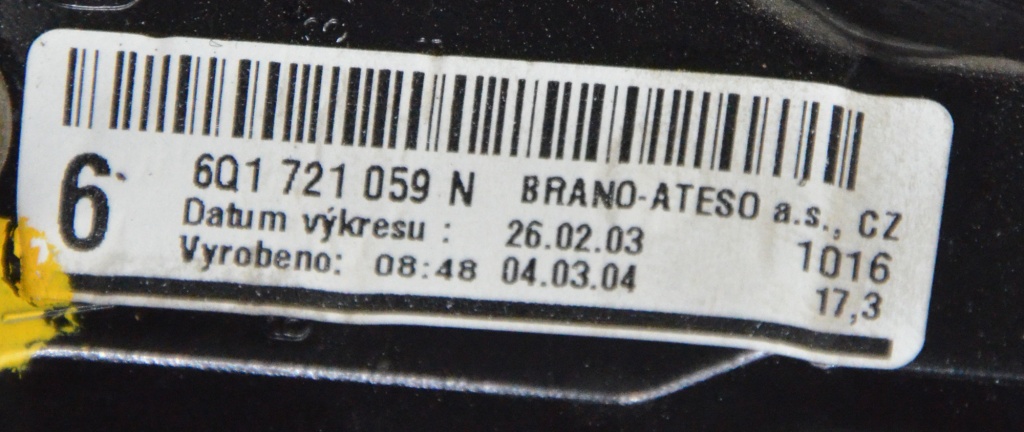 6
6Q1 721 059 N BRANO-ATESO a.s., CZ
Datum výkresu : 26.02.03 1016
Vyrobeno: 08:48 04.03.04 17,3